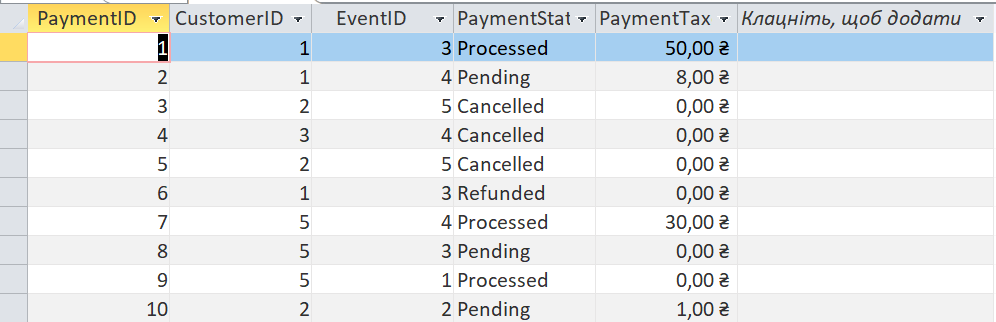 PaymentID CustomerID EventID PaymentStat PaymentTax Клацніть, щоб додати
1 1 3 Processed 50,00 ₴
2 1 4 Pending 8,00 ₴
3 2 5 Cancelled 0,00 ₴
4 3 4 Cancelled 0,00 ₴
5 2 5 Cancelled 0,00 ₴
6 1 3 Refunded 0,00 ₴
7 5 4 Processed 30,00 ₴
8 5 3 Pending 0,00 ₴
9 5 1 Processed 0,00 ₴
10 2 2 Pending 1,00 ₴